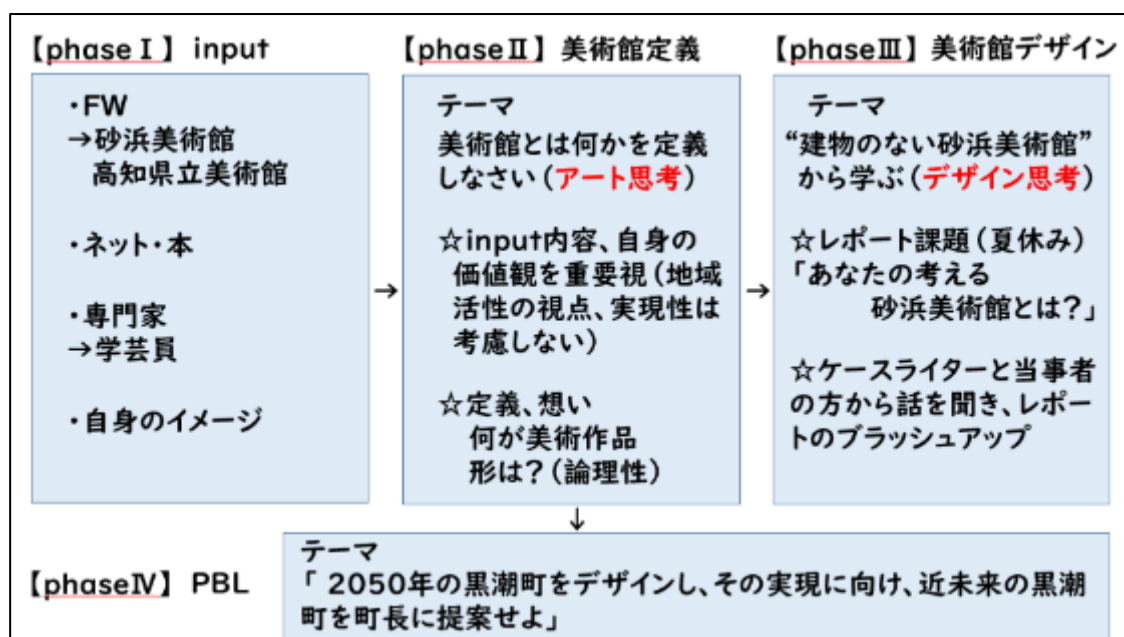 【phaseⅠ】 input
・FW
→砂浜美術館
高知県立美術館
・ネット・本
・専門家
→学芸員
・自身のイメージ
→
【phaseⅡ】 美術館定義
テーマ
美術館とは何かを定義
しなさい(アート思考)
☆input内容、自身の
価値観を重要視(地域
活性の視点、実現性は
考慮しない)
☆定義、想い
何が美術作品
形は?(論理性)
→
【phaseⅢ】 美術館デザイン
テーマ
“建物のない砂浜美術館”
から学ぶ(デザイン思考)
☆レポート課題(夏休み)
「あなたの考える
砂浜美術館とは?」
☆ケースライターと当事者
の方から話を聞き、レポー
トのブラッシュアップ
↓
【phaseⅣ】 PBL
テーマ
「 2050年の黒潮町をデザインし、その実現に向け、近未来の黒潮
町を町長に提案せよ」